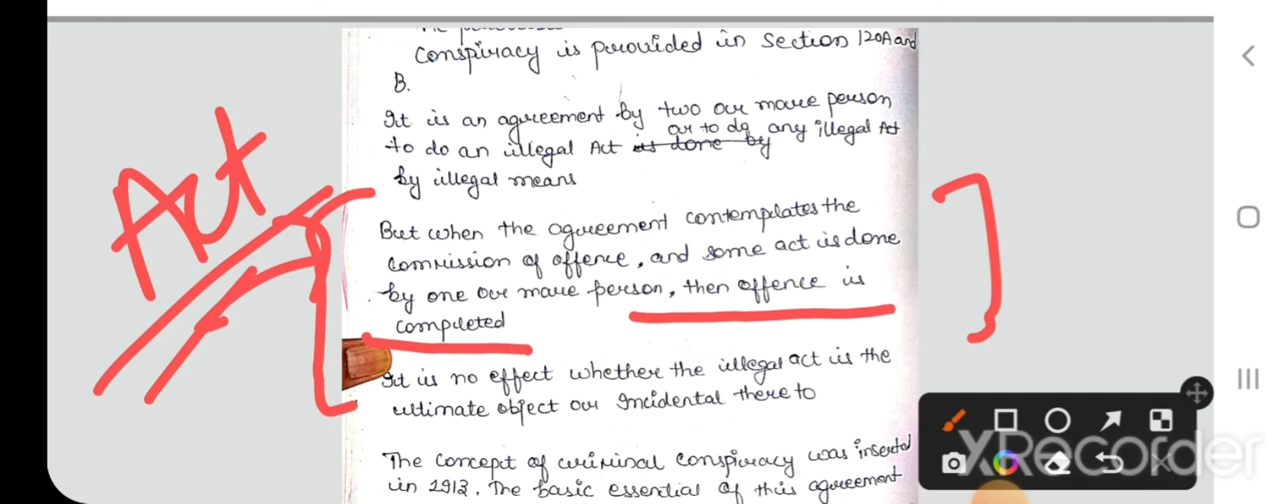 Conspiracy is provided in Section 120A and
B.
It is an agreement by two or more person
to do an illegal Act is done by or to do any illegal Act
by illegal means
But when the agreement contemplates the
Commission of offence, and some act is done
by one or more person, then offence is
completed
It is no effect whether the illegal act is the
ultimate object or Incidental there to
The concept of criminal conspiracy was inserted
in 1913. The basic essential of this agreement
Act
XRecorder